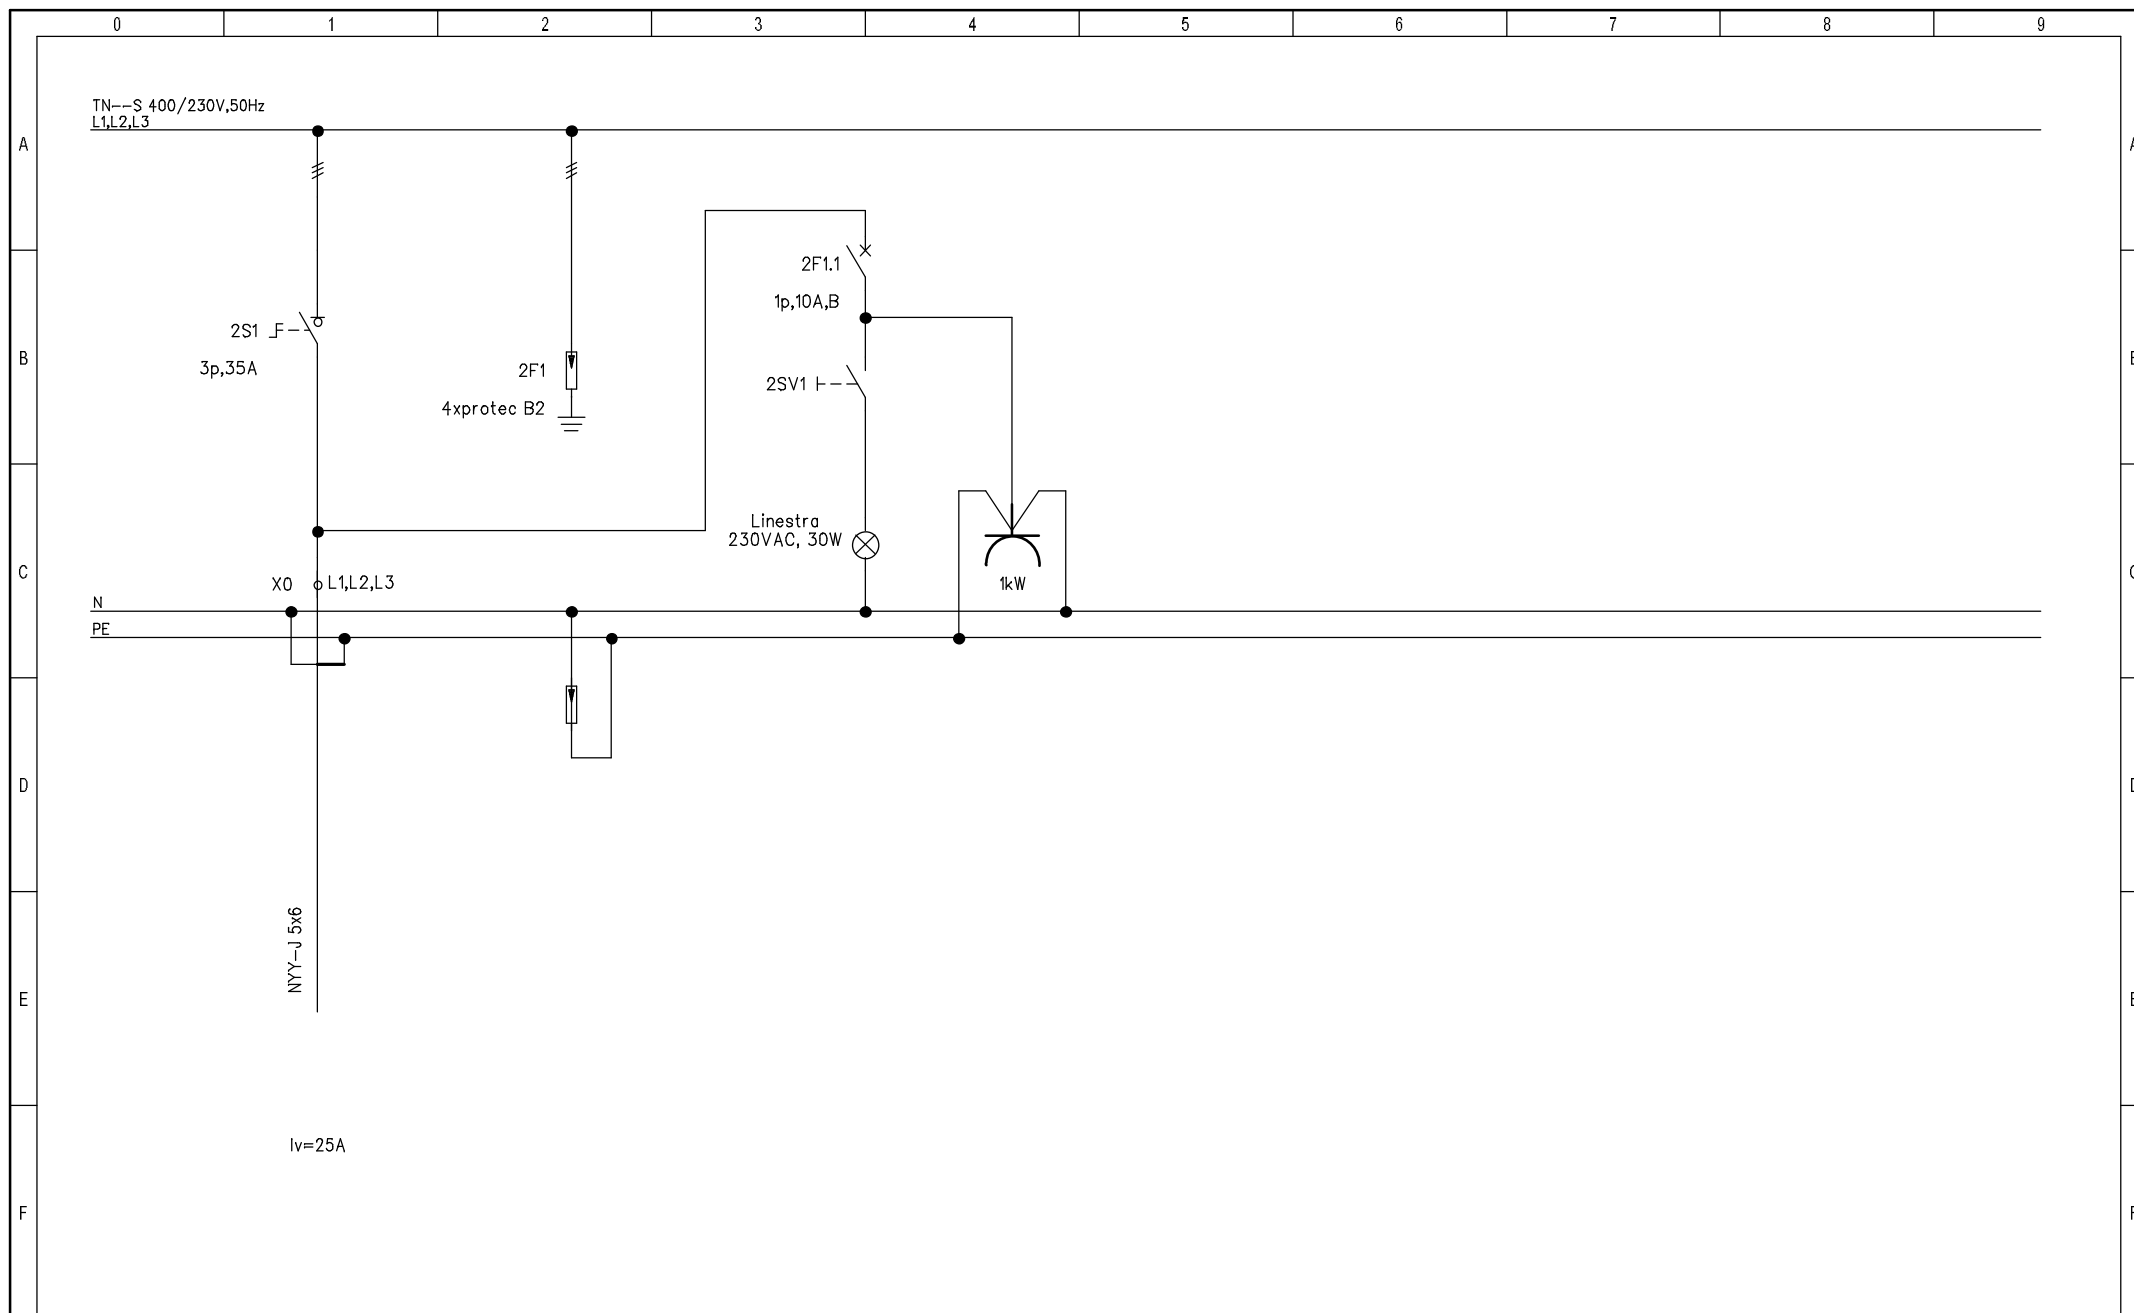 0 1 2 3 4 5 6 7 8 9
TN--S 400/230V,50Hz
L1,L2,L3
A
2F1.1
1p,10A,B
2S1
3p,35A
B
2F1
4xprotec B2
2SV1
Linestra
230VAC, 30W
C
X0
L1,L2,L3
1kW
N
PE
D
NYY-J 5x6
E
Iv=25A
F